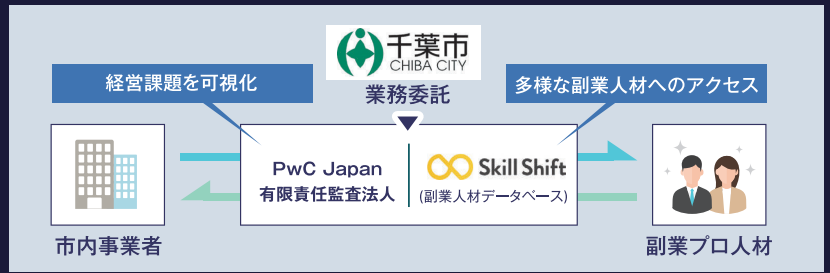 千葉市
CHIBA CITY
経営課題を可視化
業務委託
多様な副業人材へのアクセス
PwC Japan
有限責任監査法人
Skill Shift
(副業人材データベース)
市内事業者
副業プロ人材